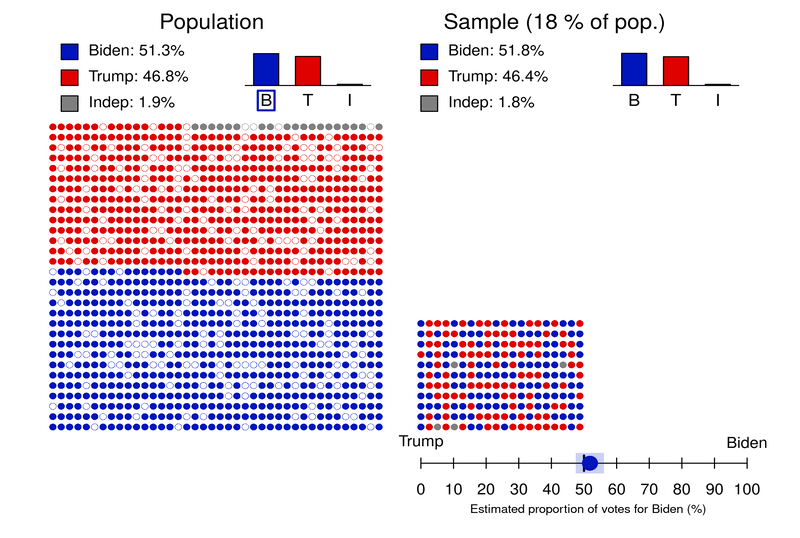 Population
Biden: 51.3%
Trump: 46.8%
Indep: 1.9%
B T I
Sample (18 % of pop.)
Biden: 51.8%
Trump: 46.4%
Indep: 1.8%
B T I
Trump Biden
0 10 20 30 40 50 60 70 80 90 100
Estimated proportion of votes for Biden (%)